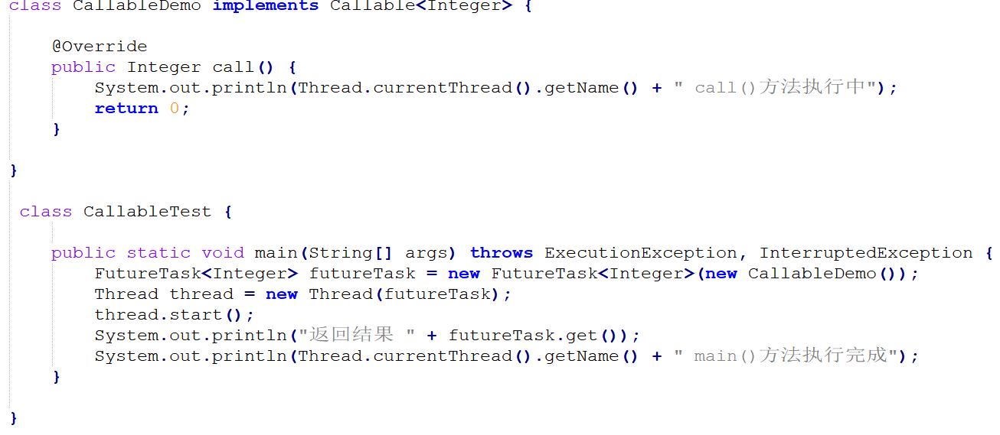 class CallableDemo implements Callable<Integer> {
@Override
public Integer call() {
System.out.println(Thread.currentThread().getName() + " call()方法执行中");
return 0;
}
}
class CallableTest {
public static void main(String[] args) throws ExecutionException, InterruptedException {
FutureTask<Integer> futureTask = new FutureTask<Integer>(new CallableDemo());
Thread thread = new Thread(futureTask);
thread.start();
System.out.println("返回结果 " + futureTask.get());
System.out.println(Thread.currentThread().getName() + " main()方法执行完成");
}
}